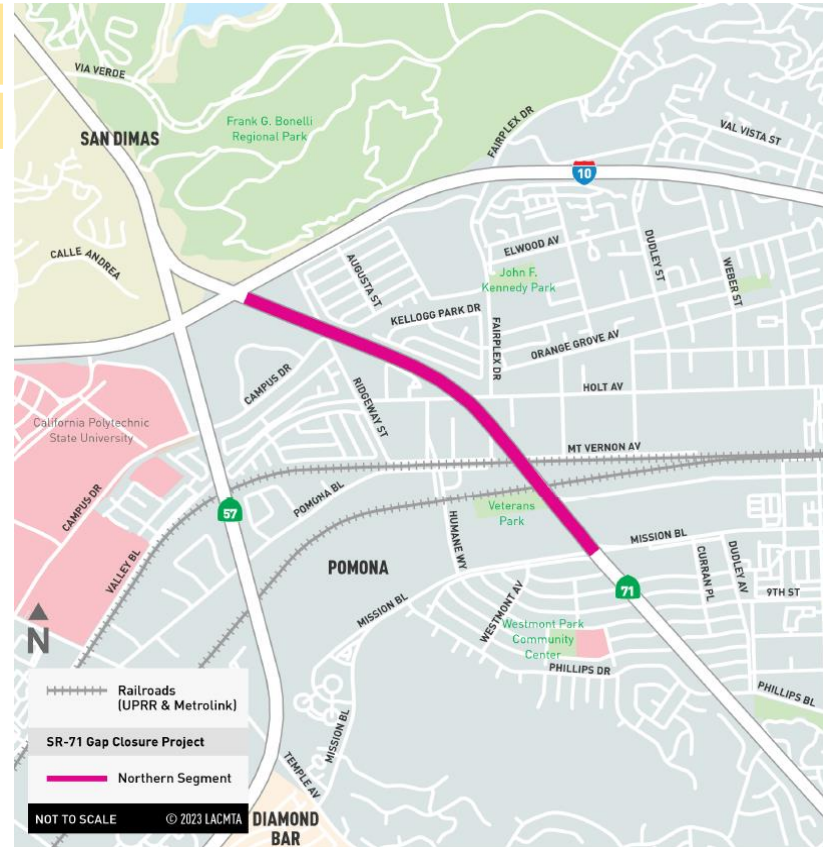 VIA VERDE
SAN DIMAS
Frank G. Bonelli
Regional Park
FAIRPLEX DR
VAL VISTA ST
10
CALLE ANDREA
AUGUSTA ST
ELWOOD AV
DUDLEY ST
WEBER ST
John F.
Kennedy Park
KELLOGG PARK DR
FAIRPLEX DR
ORANGE GROVE AV
CAMPUS DR
RIDGEWAY ST
HOLT AV
California Polytechnic
State University
MT VERNON AV
CAMPUS DR
57
POMONA BL
Veterans
Park
VALLEY BL
HUMANE WY
MISSION BL
POMONA
CURRAN PL
DUDLEY AV
71
9TH ST
MISSION BL
WESTMONT AV
Westmont Park
Community
Center
N
PHILLIPS DR
PHILLIPS BL
MISSION BL
TEMPLE AV
DIAMOND
BAR
Railroads
(UPRR & Metrolink)
SR-71 Gap Closure Project
Northern Segment
NOT TO SCALE © 2023 LACMTA